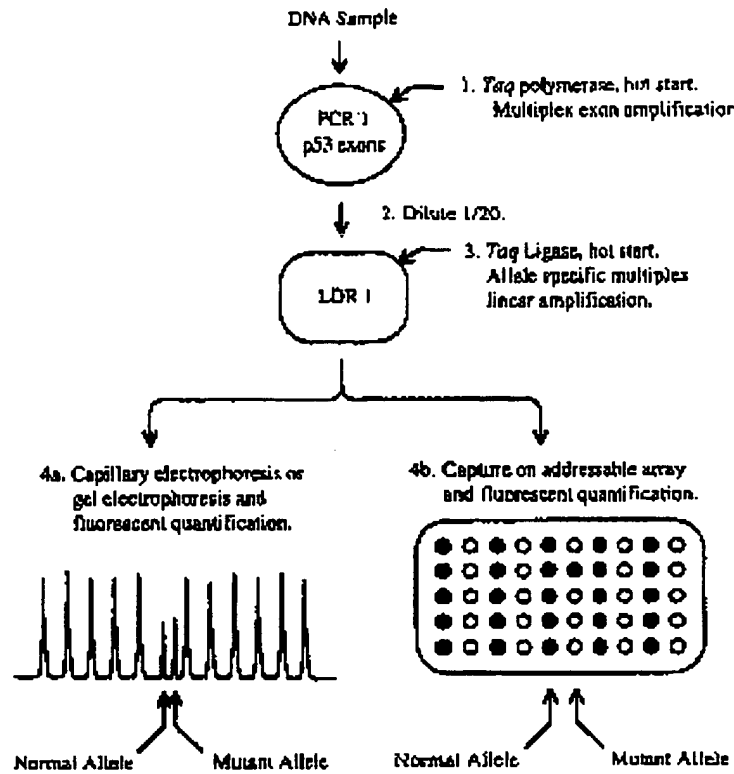 DNA Sample
1. Taq polymerase, hot start.
Multiplex exon amplification
PCR
p53 exons
2. Dilute 1/20.
3. Taq Ligase, hot start.
Allele specific multiplex
linear amplification.
LDR 1
4a. Capillary electrophoresis or
gel electrophoresis and
fluorescent quantification.
4b. Capture on addressable array
and fluorescent quantification.
Normal Allele
Mutant Allele
Normal Allele
Mutant Allele